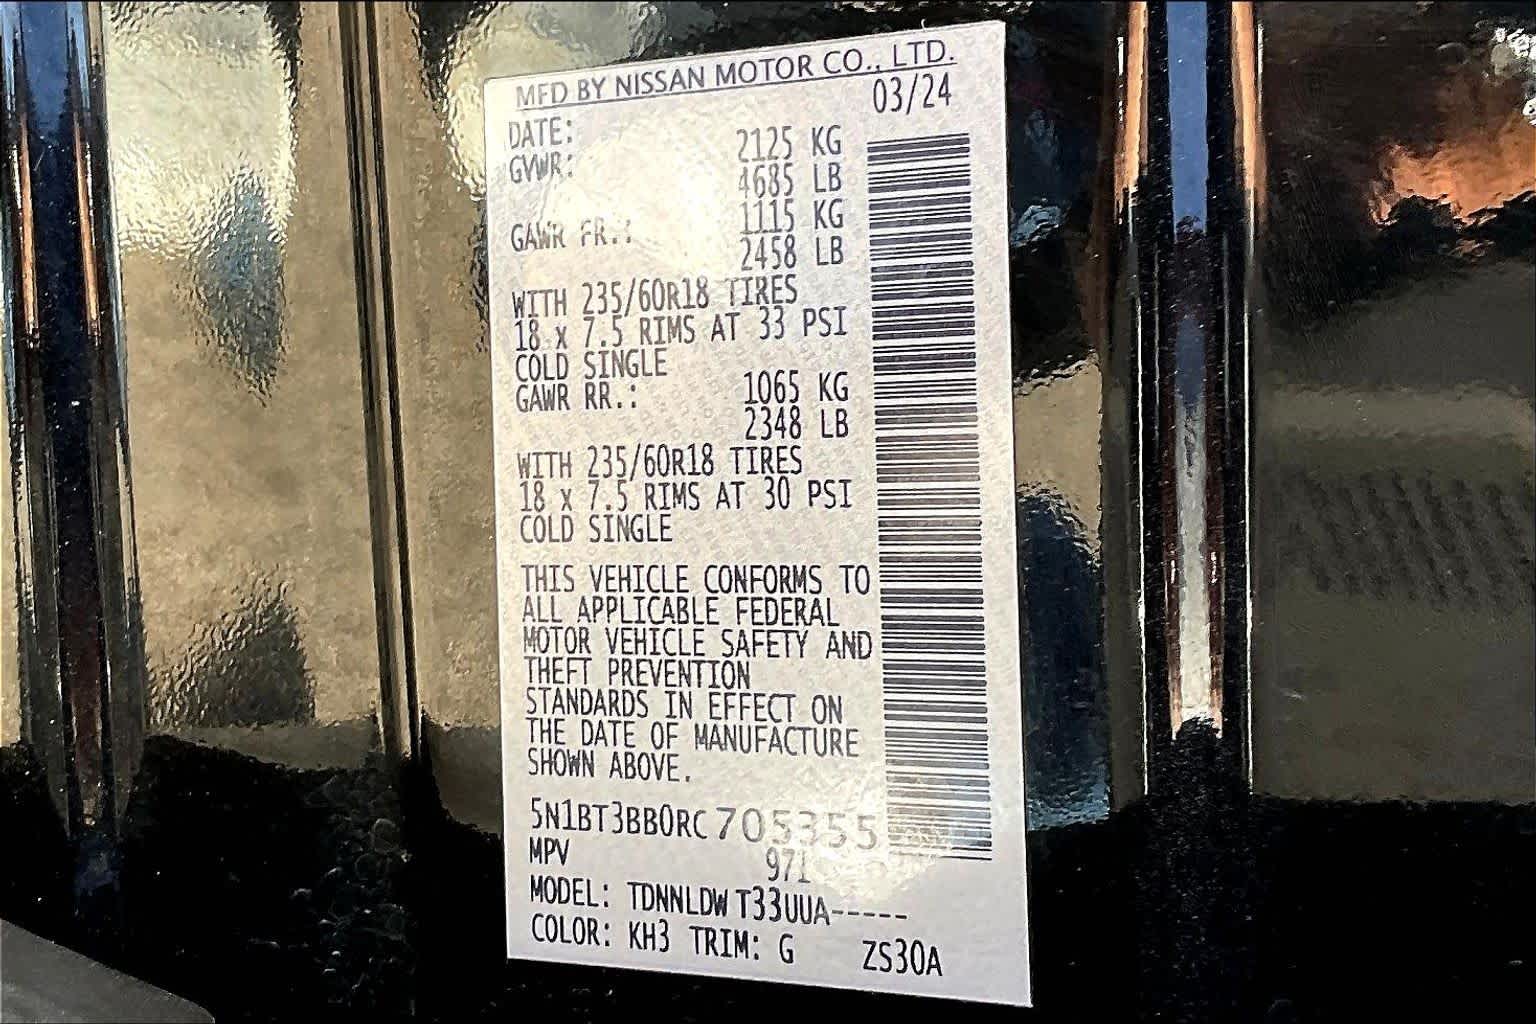 MFD BY NISSAN MOTOR CO., LTD.
DATE: 03/24
GVWR: 2125 KG
4685 LB
GAWR FR.: 1115 KG
2458 LB
WITH 235/60R18 TIRES
18 x 7.5 RIMS AT 33 PSI
COLD SINGLE
GAWR RR.: 1065 KG
2348 LB
WITH 235/60R18 TIRES
18 x 7.5 RIMS AT 30 PSI
COLD SINGLE
THIS VEHICLE CONFORMS TO
ALL APPLICABLE FEDERAL
MOTOR VEHICLE SAFETY AND
THEFT PREVENTION
STANDARDS IN EFFECT ON
THE DATE OF MANUFACTURE
SHOWN ABOVE.
5N1BT3BB0RC705355
MPV 971
MODEL: TDNNLDWT33UUA-----
COLOR: KH3 TRIM: G ZS30A